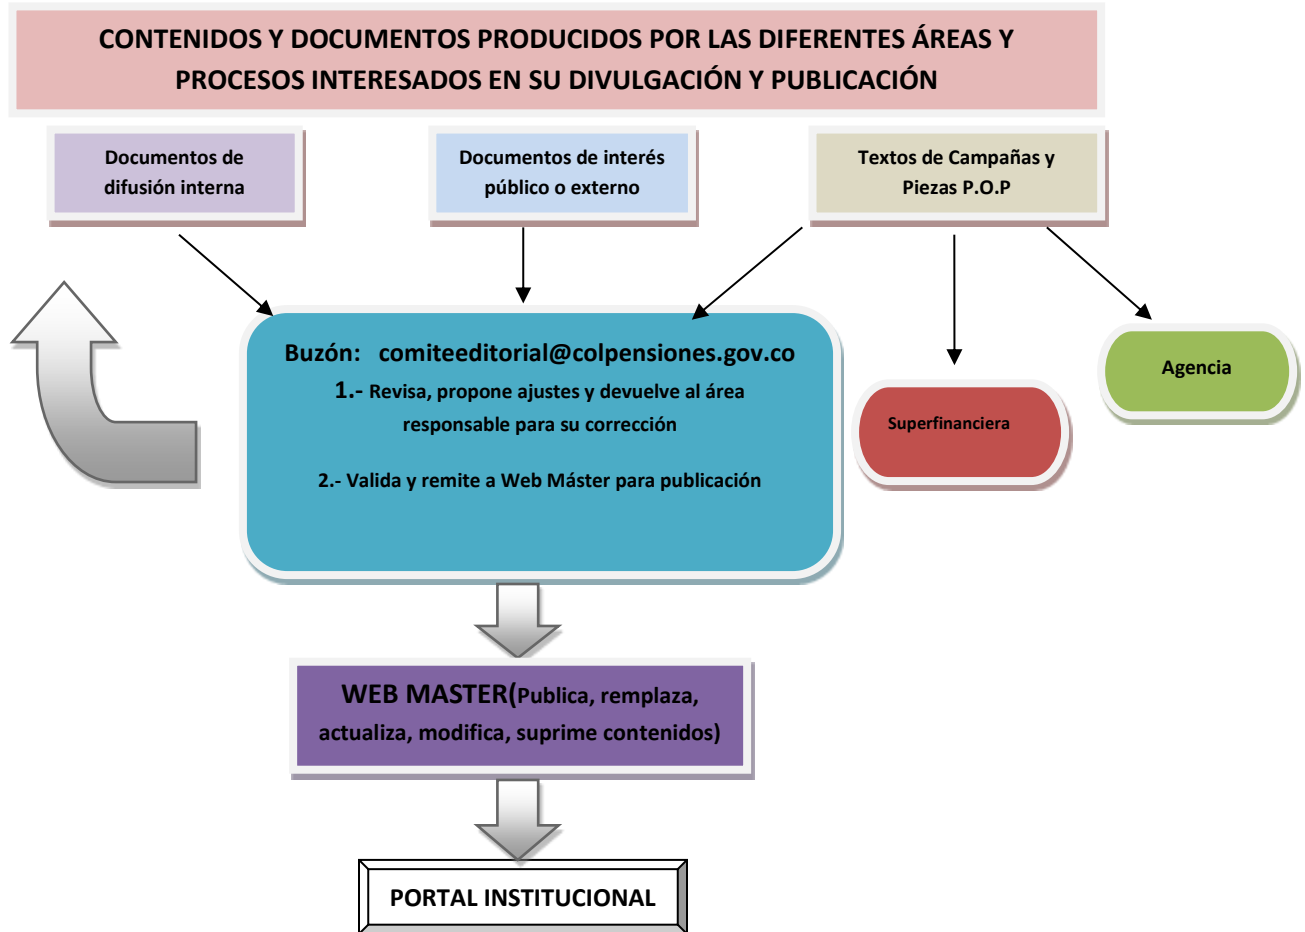 CONTENIDOS Y DOCUMENTOS PRODUCIDOS POR LAS DIFERENTES ÁREAS Y
PROCESOS INTERESADOS EN SU DIVULGACIÓN Y PUBLICACIÓN
Documentos de
difusión interna
Documentos de interés
público o externo
Textos de Campañas y
Piezas P.O.P
Buzón: comiteeditorial@colpensiones.gov.co
1.- Revisa, propone ajustes y devuelve al área
responsable para su corrección
2.- Valida y remite a Web Máster para publicación
Superfinanciera
Agencia
WEB MASTER(Publica, remplaza,
actualiza, modifica, suprime contenidos)
PORTAL INSTITUCIONAL